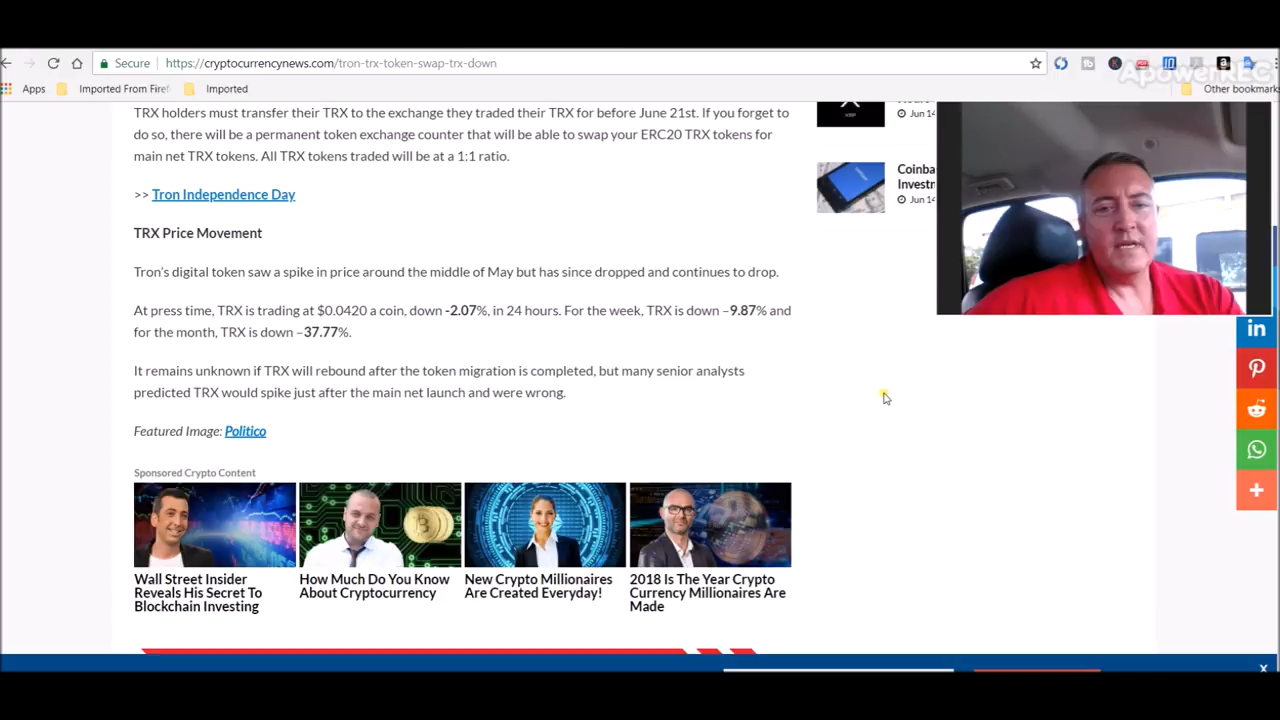 ApowerREC
Secure
https://cryptocurrencynews.com/tron-trx-token-swap-trx-down
Apps
Imported From Firef
Imported
Other bookmark
TRX holders must transfer their TRX to the exchange they traded their TRX for before June 21st. If you forget to
do so, there will be a permanent token exchange counter that will be able to swap your ERC20 TRX tokens for
main net TRX tokens. All TRX tokens traded will be at a 1:1 ratio.
>> Tron Independence Day
TRX Price Movement
Tron's digital token saw a spike in price around the middle of May but has since dropped and continues to drop.
At press time, TRX is trading at $0.0420 a coin, down -2.07%, in 24 hours. For the week, TRX is down –9.87% and
for the month, TRX is down –37.77%.
It remains unknown if TRX will rebound after the token migration is completed, but many senior analysts
predicted TRX would spike just after the main net launch and were wrong.
Featured Image: Politico
Sponsored Crypto Content
Wall Street Insider
Reveals His Secret To
Blockchain Investing
How Much Do You Know
About Cryptocurrency
New Crypto Millionaires
Are Created Everyday!
2018 Is The Year Crypto
Currency Millionaires Are
Made
Jun 14
Coinba
Investr
Jun 14
in
x